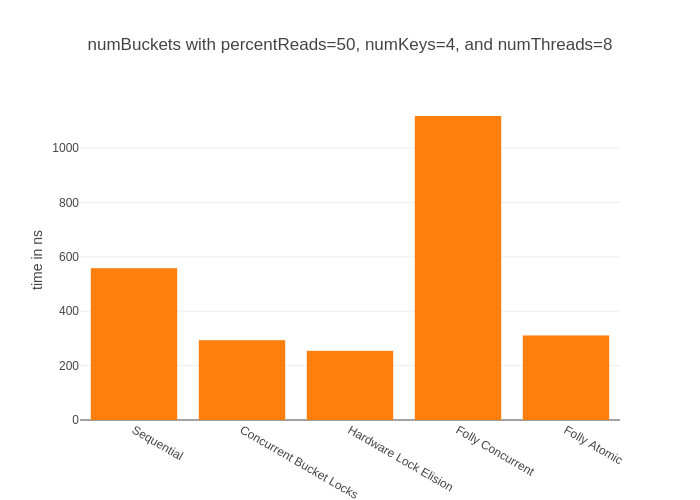 numBuckets with percentReads=50, numKeys=4, and numThreads=8
1000
800
600
400
200
0
time in ns
Sequential
Concurrent Bucket Locks
Hardware Lock Elision
Folly Concurrent
Folly Atomic